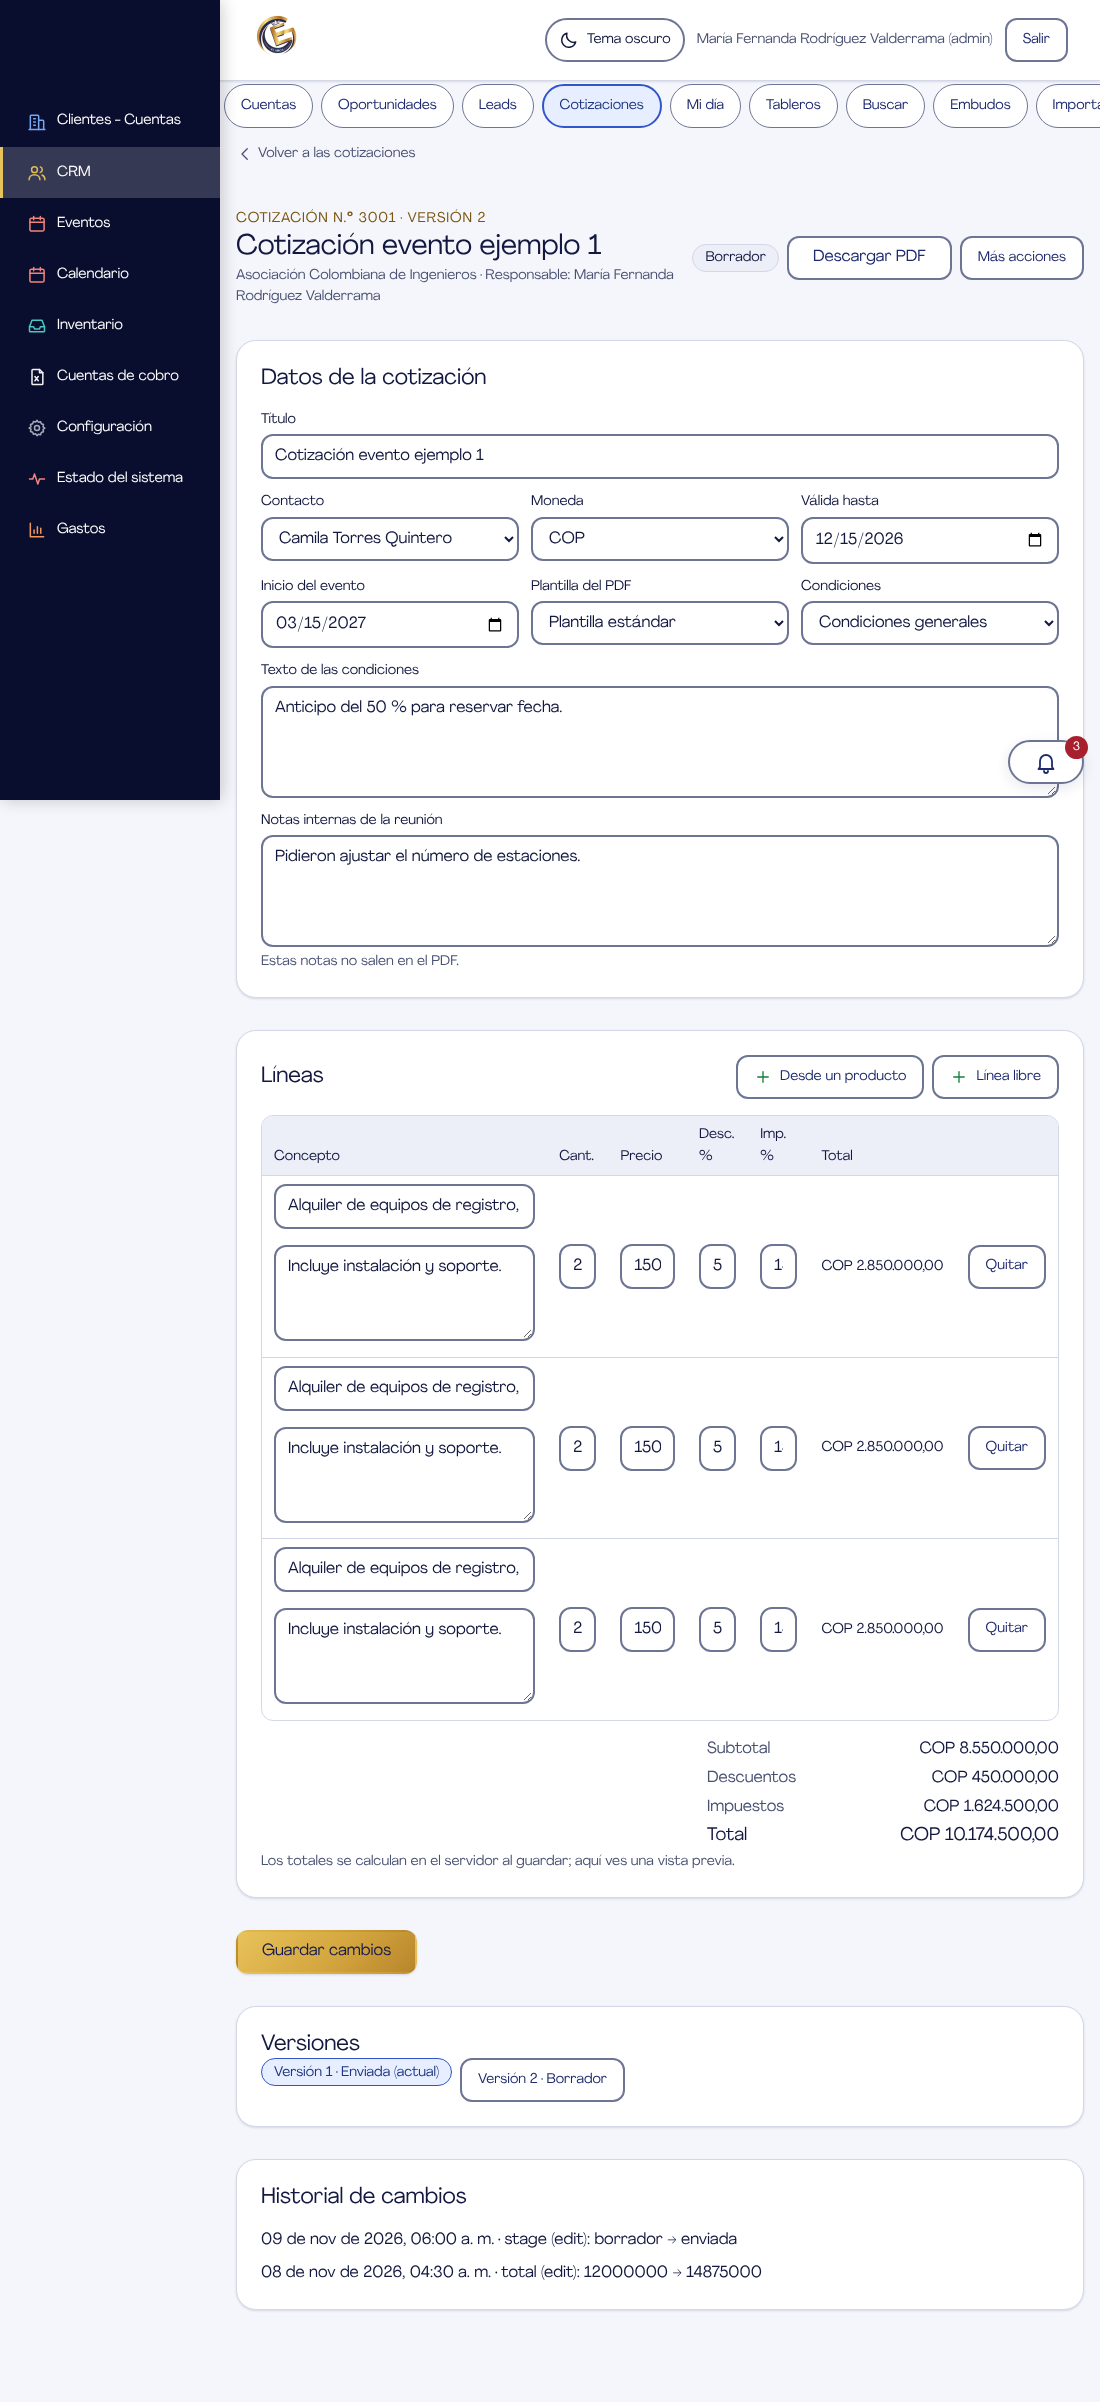 Tema oscuro
María Fernanda Rodríguez Valderrama (admin)
Salir
Clientes - Cuentas
CRM
Eventos
Calendario
Inventario
Cuentas de cobro
Configuración
Estado del sistema
Gastos
Cuentas
Oportunidades
Leads
Cotizaciones
Mi día
Tableros
Buscar
Embudos
Importa
Volver a las cotizaciones
COTIZACIÓN N.º 3001 · VERSIÓN 2
Cotización evento ejemplo 1
Asociación Colombiana de Ingenieros · Responsable: María Fernanda
Rodríguez Valderrama
Borrador
Descargar PDF
Más acciones
Datos de la cotización
Título
Cotización evento ejemplo 1
Contacto
Moneda
Válida hasta
Camila Torres Quintero
COP
12/15/2026
Inicio del evento
Plantilla del PDF
Condiciones
03/15/2027
Plantilla estándar
Condiciones generales
Texto de las condiciones
Anticipo del 50 % para reservar fecha.
3
Notas internas de la reunión
Pidieron ajustar el número de estaciones.
Estas notas no salen en el PDF.
Líneas
Desde un producto
Línea libre
Concepto
Cant.
Precio
Desc. %
Imp. %
Total
Alquiler de equipos de registro,
Incluye instalación y soporte.
2
150
5
1
COP 2.850.000,00
Quitar
Alquiler de equipos de registro,
Incluye instalación y soporte.
2
150
5
1
COP 2.850.000,00
Quitar
Alquiler de equipos de registro,
Incluye instalación y soporte.
2
150
5
1
COP 2.850.000,00
Quitar
Subtotal COP 8.550.000,00
Descuentos COP 450.000,00
Impuestos COP 1.624.500,00
Total COP 10.174.500,00
Los totales se calculan en el servidor al guardar; aquí ves una vista previa.
Guardar cambios
Versiones
Versión 1 · Enviada (actual)
Versión 2 · Borrador
Historial de cambios
09 de nov de 2026, 06:00 a. m. · stage (edit): borrador → enviada
08 de nov de 2026, 04:30 a. m. · total (edit): 12000000 → 14875000